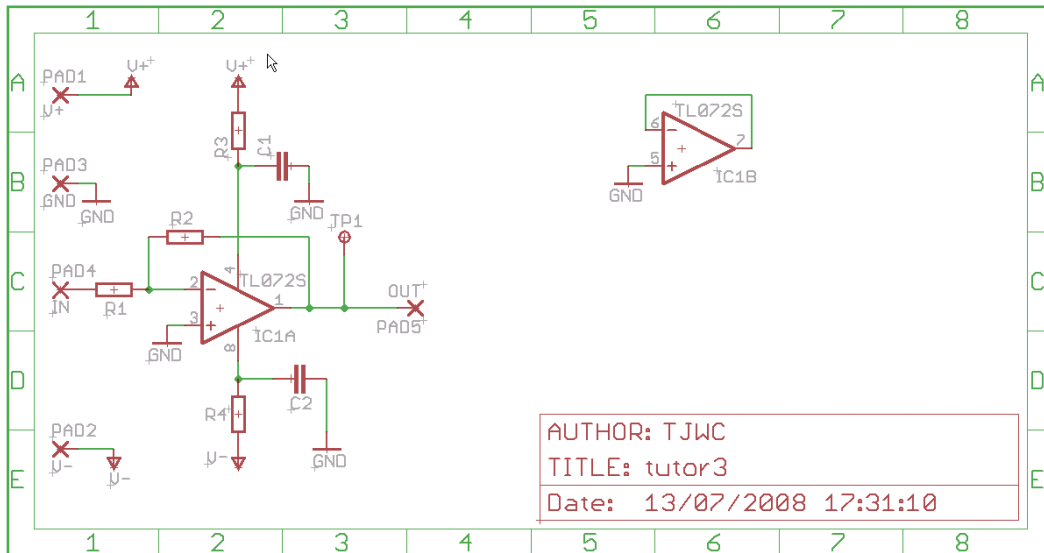 1 2 3 4 5 6 7 8
A A
V+ V+
PAD1
V+
TL072S
6
7
5
IC1B
GND
R3
C1
B B
PAD3
GND
GND
GND
R2
TP1
C C
PAD4
IN
R1
4
TL072S
2
1
3
IC1A
GND
8
OUT
PAD5
D D
C2
R4
GND
PAD2
V-
V-
V-
E E
AUTHOR: TJWC
TITLE: tutor3
Date: 13/07/2008 17:31:10
1 2 3 4 5 6 7 8